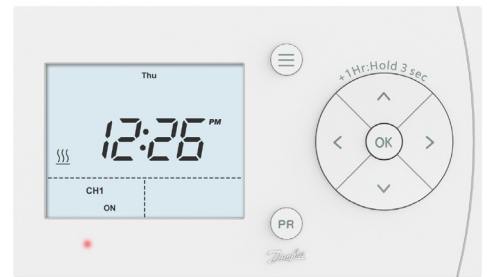 Thu
12:26 PM
CH1
ON
+1Hr:Hold 3 sec
OK
PR
Danfoss